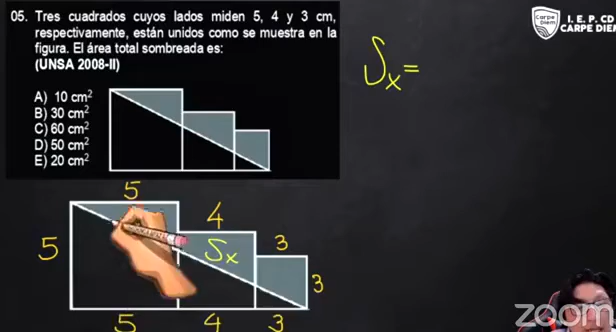 05. Tres cuadrados cuyos lados miden 5, 4 y 3 cm,
respectivamente, están unidos como se muestra en la
figura. El área total sombreada es:
(UNSA 2008-II)
A) 10 cm²
B) 30 cm²
C) 60 cm²
D) 50 cm²
E) 20 cm²
Carpe Diem
I. E. P. CD
CARPE DIEM
Sx=
5
4
3
5
Sx
3
5
4
3
zoom